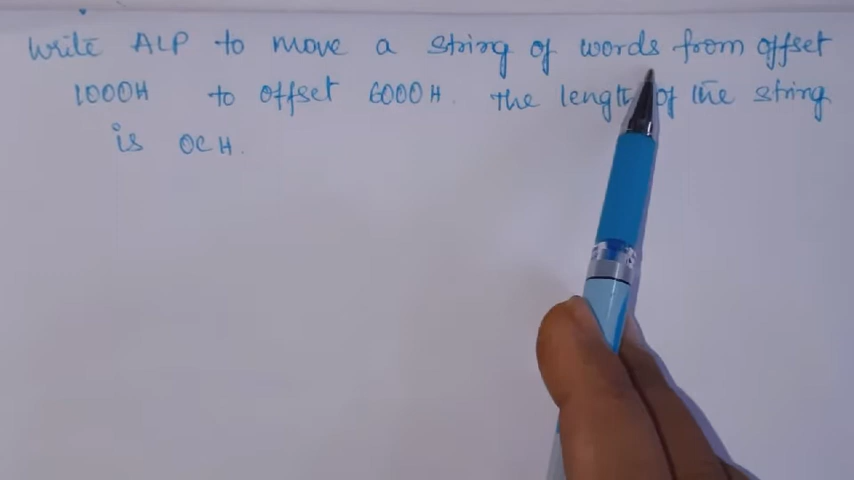 Write ALP to move a string of words from offset
1000H to offset 6000H. The length of the string
is 0CH.